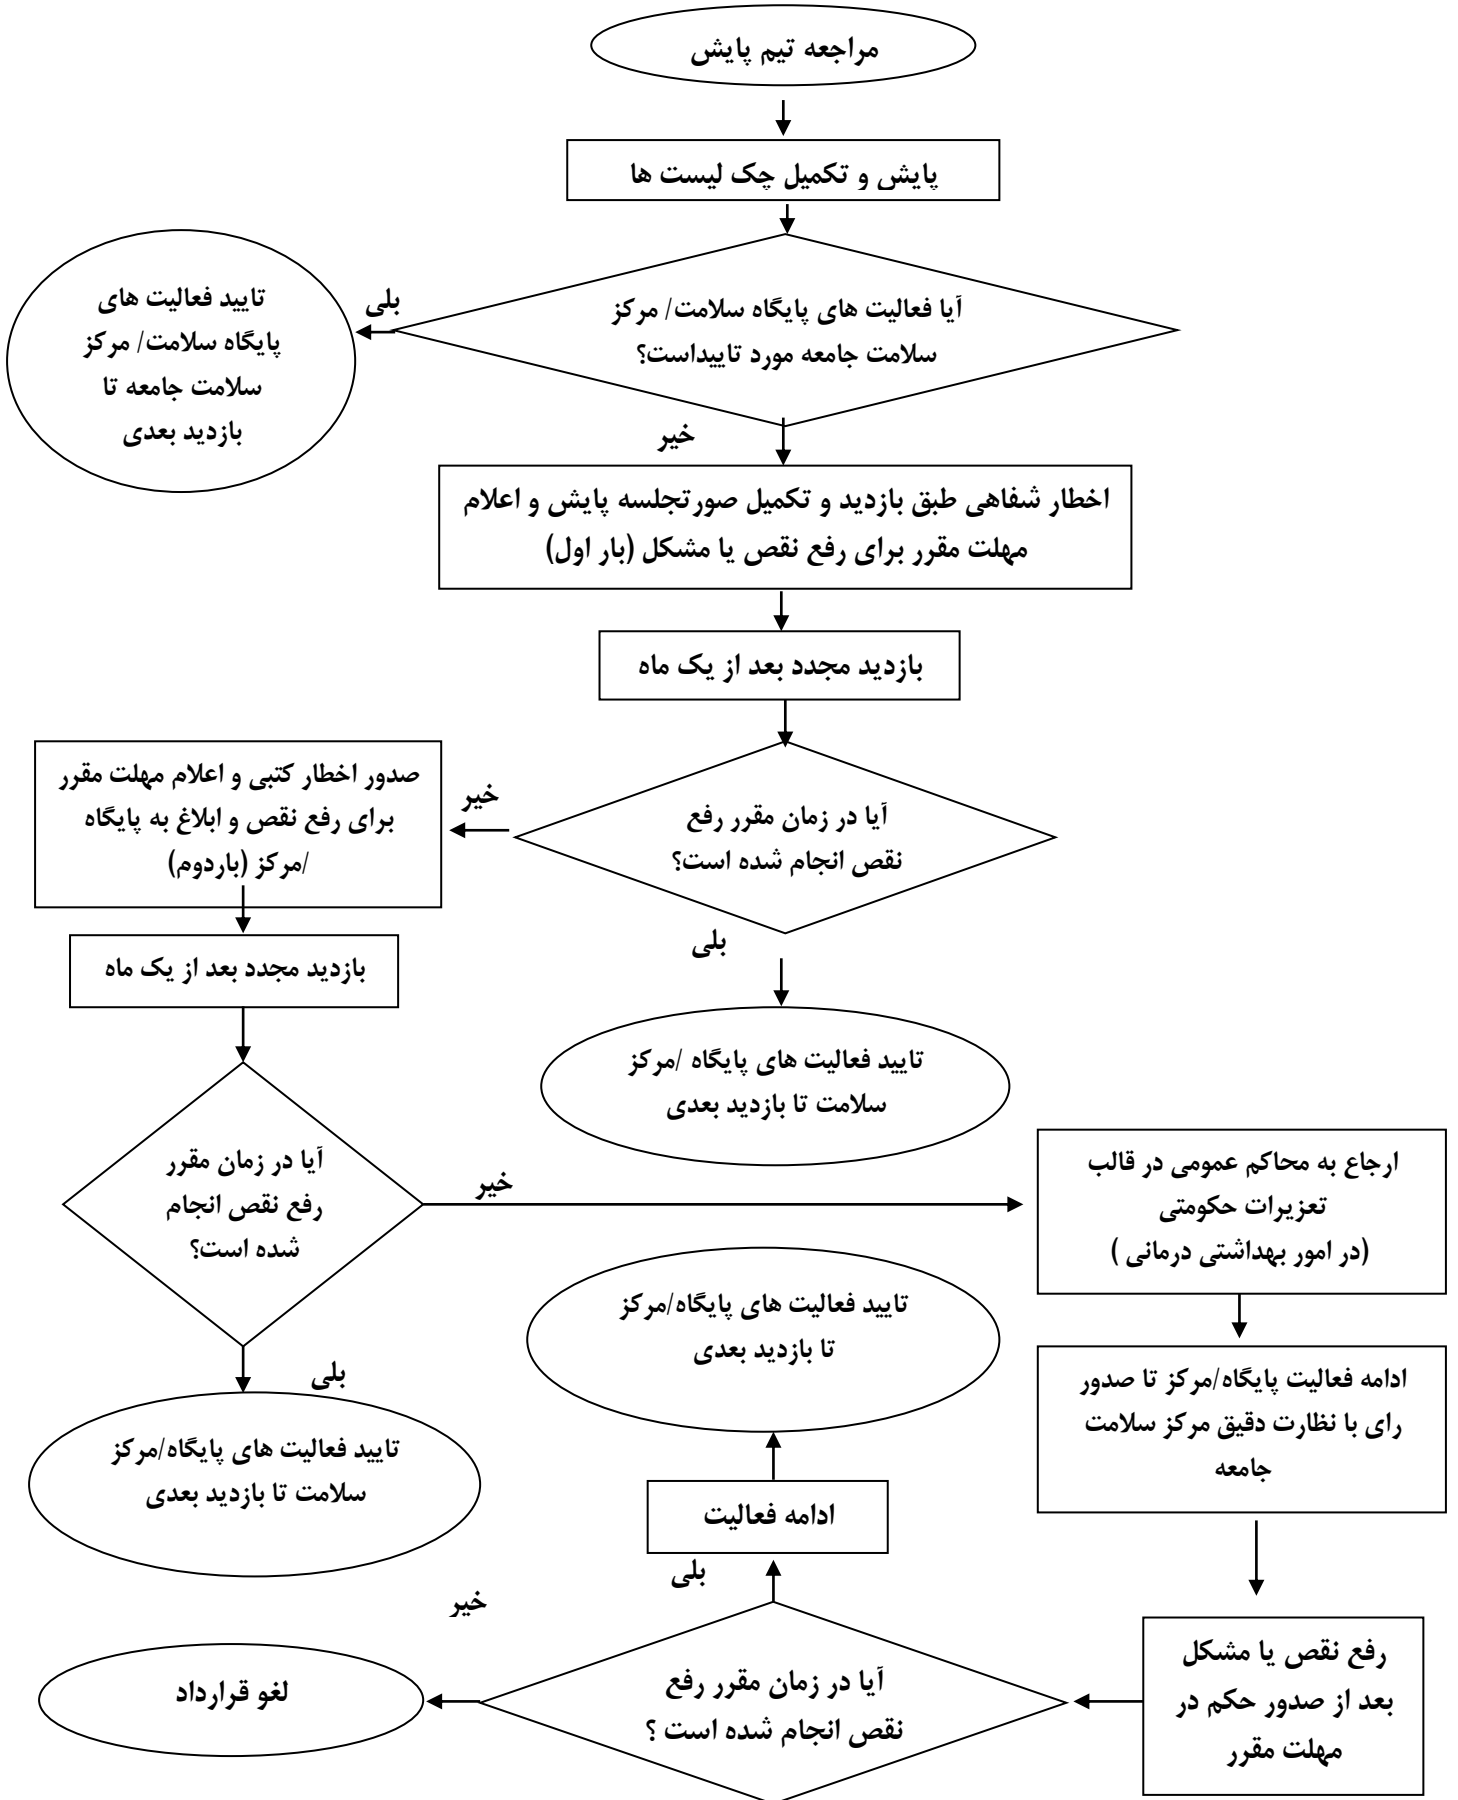 مراجعه تیم پایش
پایش و تکمیل چک لیست ها
آیا فعالیت های پایگاه سلامت/ مرکز
سلامت جامعه مورد تاییداست؟
بلی
تایید فعالیت های
پایگاه سلامت/ مرکز
سلامت جامعه تا
بازدید بعدی
خیر
اخطار شفاهی طبق بازدید و تکمیل صورتجلسه پایش و اعلام
مهلت مقرر برای رفع نقص یا مشکل (بار اول)
بازدید مجدد بعد از یک ماه
آیا در زمان مقرر رفع
نقص انجام شده است؟
خیر
صدور اخطار کتبی و اعلام مهلت مقرر
برای رفع نقص و ابلاغ به پایگاه
/مرکز (باردوم)
بلی
تایید فعالیت های پایگاه /مرکز
سلامت تا بازدید بعدی
بازدید مجدد بعد از یک ماه
آیا در زمان مقرر
رفع نقص انجام
شده است؟
خیر
ارجاع به محاکم عمومی در قالب
تعزیرات حکومتی
(در امور بهداشتی درمانی )
بلی
تایید فعالیت های پایگاه/مرکز
سلامت تا بازدید بعدی
ادامه فعالیت پایگاه/مرکز تا صدور
رای با نظارت دقیق مرکز سلامت
جامعه
رفع نقص یا مشکل
بعد از صدور حکم در
مهلت مقرر
آیا در زمان مقرر رفع
نقص انجام شده است ؟
بلی
ادامه فعالیت
تایید فعالیت های پایگاه/مرکز
تا بازدید بعدی
خیر
لغو قرارداد